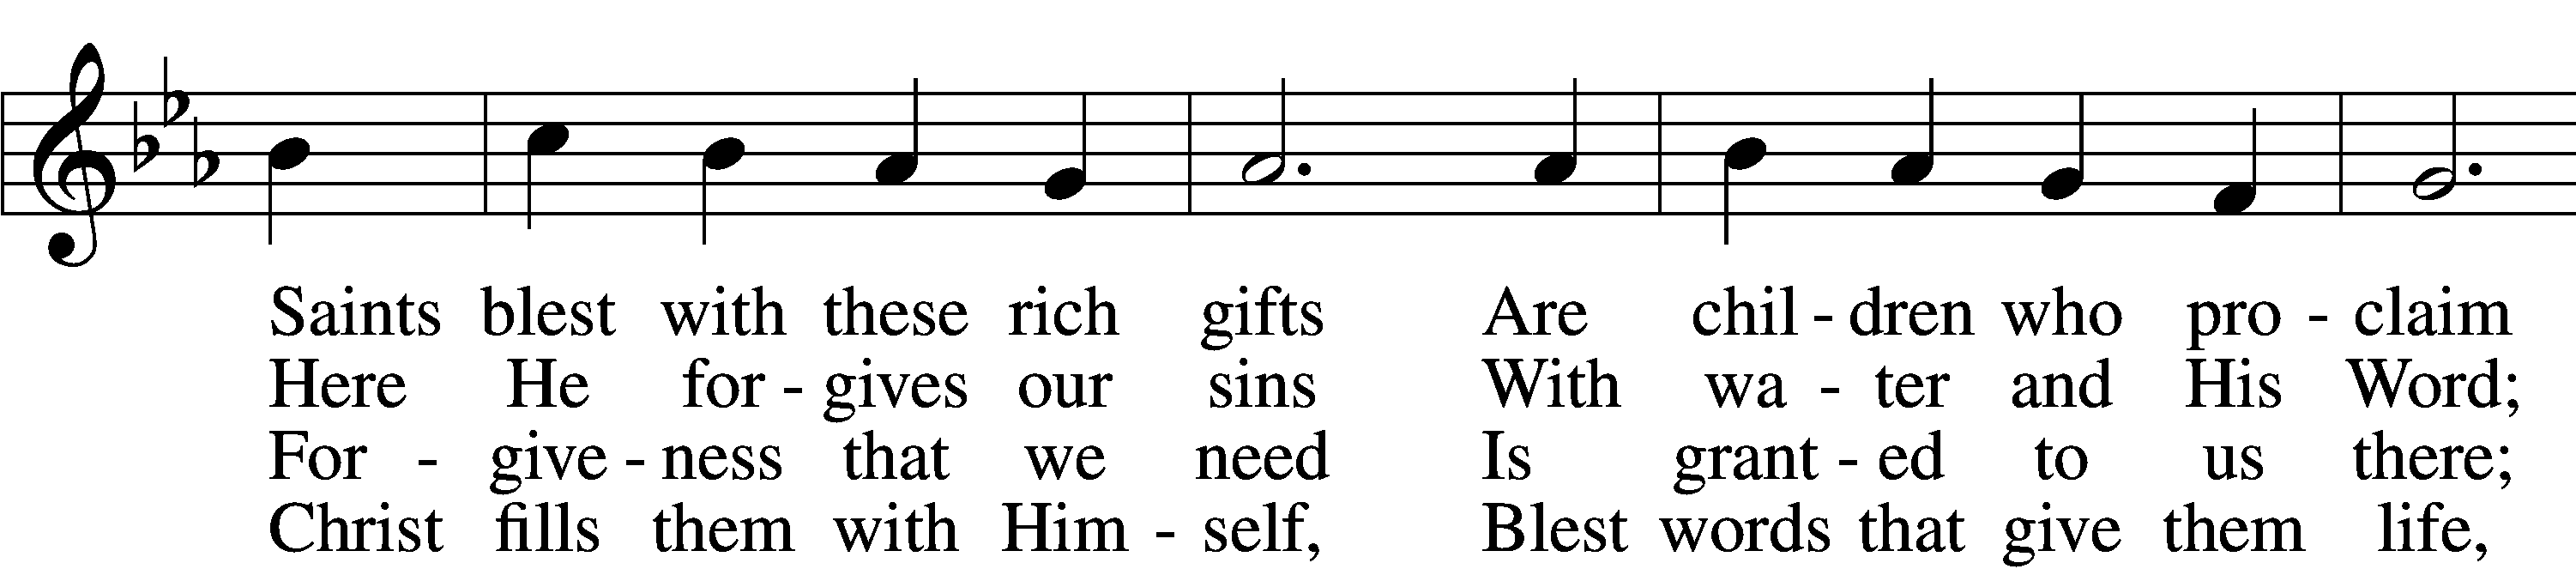 Saints blest with these rich gifts Are chil - dren who pro - claim
Here He for - gives our sins With wa - ter and His Word;
For - give - ness that we need Is grant - ed to us there;
Christ fills them with Him - self, Blest words that give them life,